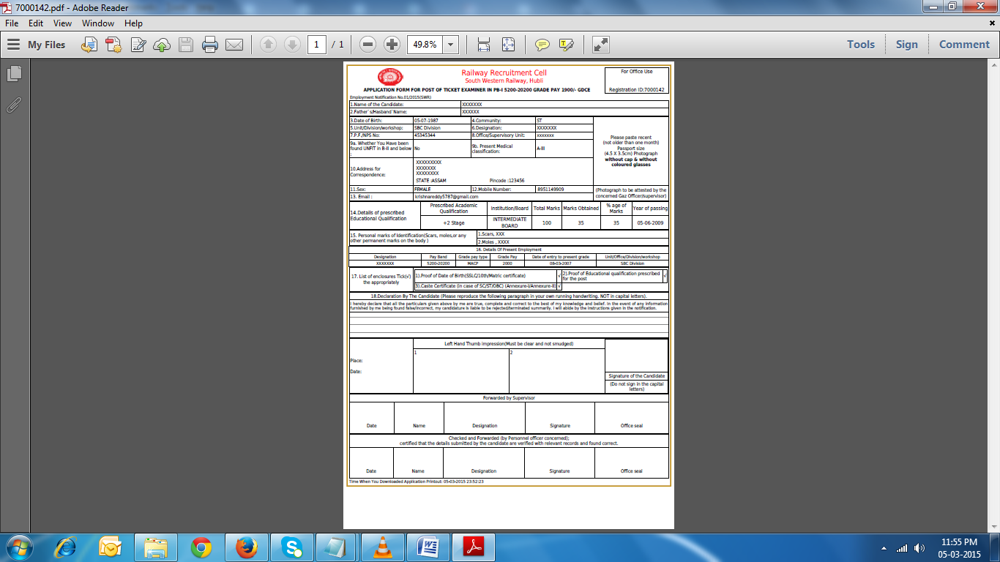 7000142.pdf - Adobe Reader
File Edit View Window Help
My Files 1 / 1 49.8% Tools Sign Comment
Railway Recruitment Cell
South Western Railway, Hubli
For Office Use
Registration ID:7000142
APPLICATION FORM FOR POST OF TICKET EXAMINER IN PB-I 5200-20200 GRADE PAY 1900/- GDCE
Employment Notification No.01/2015(SWR)
1.Name of the Candidate: XXXXXXX
2.Father`s/Hasband`Name: XXXXXX
3.Date of Birth: 05-07-1987 4.Community: ST
5.Unit/Division/workshop: SBC Division 6.Designation: XXXXXXX
7.P.F./NPS No: 45345344 8.Office/Supervisory Unit: xxxxxxx
9a. Whether You Have been found UNFIT in B-II and below : No 9b. Present Medical classification: A-III
Please paste recent
(not older than one month)
Passport size
(4.5 X 3.5cm) Photograph
without cap & without
coloured glasses
10.Address for Correspondence:
XXXXXXXXX
XXXXXXX
XXXXXXXX
STATE :ASSAM Pincode :123456
11.Sex: FEMALE 12.Mobile Number: 8951149909
13. Email : krishnareddy5787@gmail.com
(Photograph to be attested by the
concerned Gaz Officer/supervisor)
14.Details of prescribed Educational Qualification
Prescribed Academic Qualification Institution/Board Total Marks Marks Obtained % age of Marks Year of passing
+2 Stage INTERMEDIATE BOARD 100 35 35 05-06-2009
15. Personal marks of Identification(Scars, moles,or any
other permanent marks on the body )
1.Scars, XXX
2.Moles , XXXX
16. Details Of Present Employment
Designation Pay Band Grade pay type Grade Pay Date of entry to present grade Unit/Office/Division/workshop
XXXXXXX 5200-20200 MACP 2000 08-03-2007 SBC Division
17. List of enclosures Tick(√)
the appropriately
1).Proof of Date of Birth(SSLC/10th/Matric certificate) √ 2).Proof of Educational qualification prescribed for the post √
3).Caste Certificate (in case of SC/ST/OBC) (Annexure-I/Annexure-II) √
18.Declaration By The Candidate (Please reproduce the following paragraph in your own running handwriting. NOT in capital letters).
I hereby declare that all the particulars given above by me are true, complete and correct to the best of my knowledge and belief. In the event of any information
furnished by me being found false/incorrect, my candidature is liable to be rejected/terminated summarily. I will abide by the instructions given in the notification.
Left Hand Thumb impression(Must be clear and not smudged)
1 2
Place:
Date:
Signature of the Candidate
(Do not sign in the capital
letters)
Forwarded by Supervisor
Date Name Designation Signature Office seal
Checked and Forwarded (by Personnel officer concerned);
certified that the details submitted by the candidate are verified with relevant records and found correct.
Date Name Designation Signature Office seal
Time When You Downloaded Application Printout: 05-03-2015 23:52:23
11:55 PM
05-03-2015